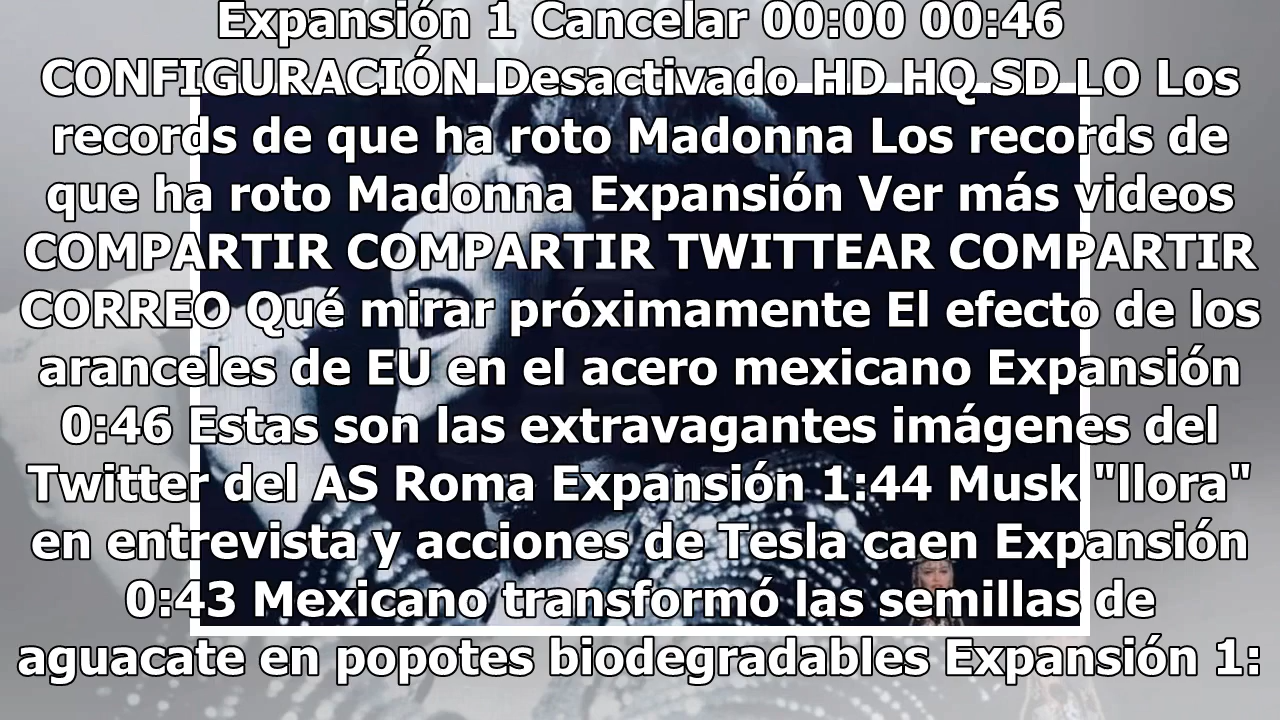 Expansión 1 Cancelar 00:00 00:46
CONFIGURACIÓN Desactivado HD HQ SD LO Los
records de que ha roto Madonna Los records de
que ha roto Madonna Expansión Ver más videos
COMPARTIR COMPARTIR TWITTEAR COMPARTIR
CORREO Qué mirar próximamente El efecto de los
aranceles de EU en el acero mexicano Expansión
0:46 Estas son las extravagantes imágenes del
Twitter del AS Roma Expansión 1:44 Musk "llora"
en entrevista y acciones de Tesla caen Expansión
0:43 Mexicano transformó las semillas de
aguacate en popotes biodegradables Expansión 1: